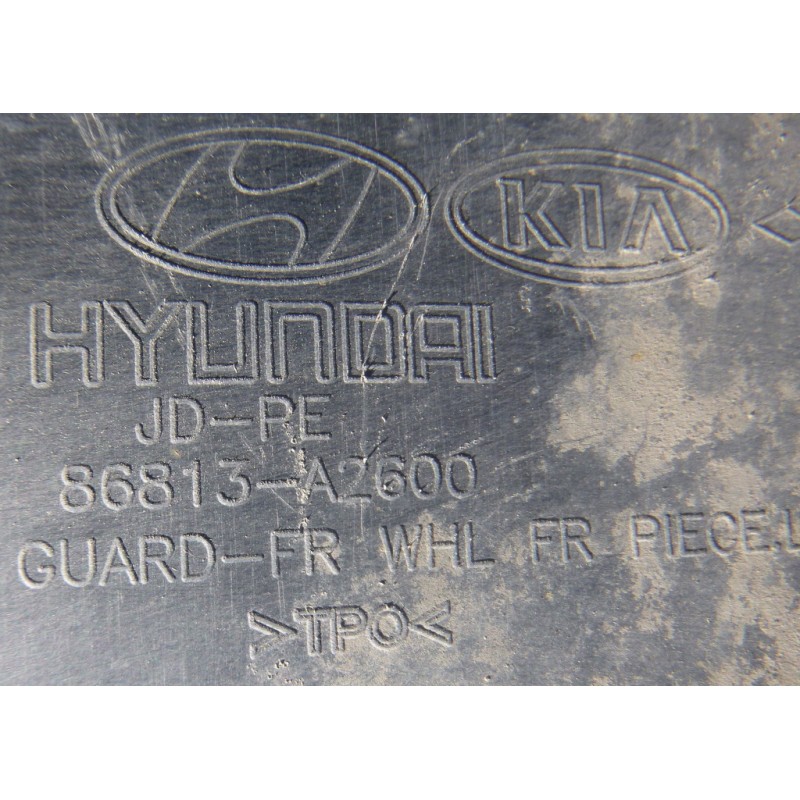 KIA
HYUNDAI
JD-PE
86813-A2600
GUARD-FR WHL FR PIECE.L
>TPO<